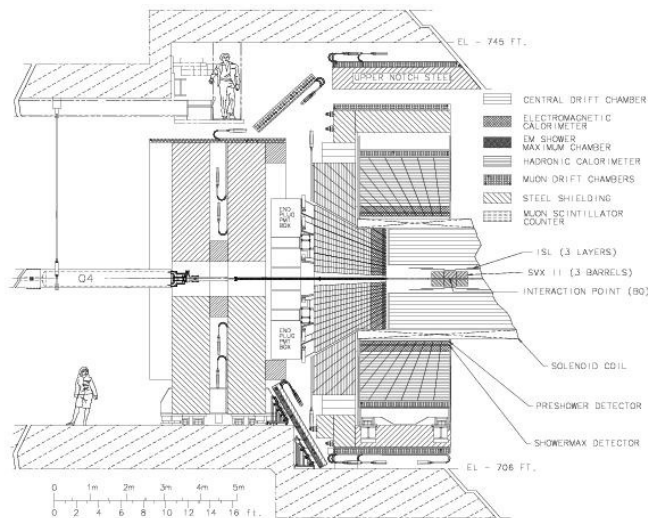 EL - 745 FT.
UPPER NOTCH STEEL
CENTRAL DRIFT CHAMBER
ELECTROMAGNETIC
CALORIMETER
EM SHOWER
MAXIMUM CHAMBER
HADRONIC CALORIMETER
MUON DRIFT CHAMBERS
STEEL SHIELDING
MUON SCINTILLATOR
COUNTER
END
PLUG
PMT
BOX
ISL (3 LAYERS)
Q4
SVX II (3 BARRELS)
INTERACTION POINT (B0)
END
PLUG
PMT
BOX
SOLENOID COIL
PRESHOWER DETECTOR
SHOWERMAX DETECTOR
EL - 706 FT.
0 1m 2m 3m 4m 5m
0 2 4 6 8 10 12 14 16 ft.